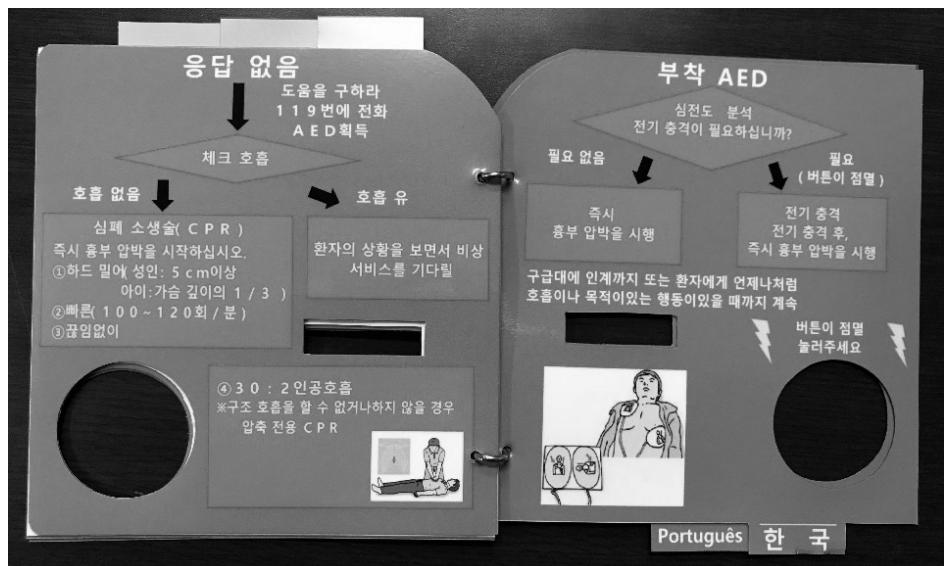 응답 없음
도움을 구하라
119번에 전화
AED획득
체크 호흡
호흡 없음
호흡 유
심폐 소생술(CPR)
즉시 흉부 압박을 시작하십시오.
①하드 밀어(성인: 5cm이상
아이:가슴 깊이의 1/3)
②빠른(100~120회/분)
③끊임없이
환자의 상황을 보면서 비상
서비스를 기다릴
④30:2인공호흡
※구조 호흡을 할 수 없거나하지 않을 경우
압축 전용 CPR
부착 AED
심전도 분석
전기 충격이 필요하십니까?
필요 없음
필요
(버튼이 점멸)
즉시
흉부 압박을 시행
전기 충격
전기 충격 후,
즉시 흉부 압박을 시행
구급대에 인계까지 또는 환자에게 언제나처럼
호흡이나 목적이있는 행동이있을 때까지 계속
버튼이 점멸
눌러주세요
Português
한 국